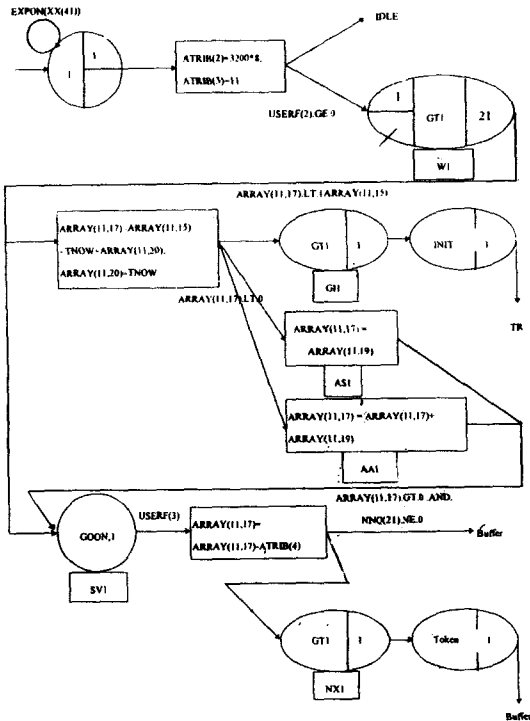 EXPON(XX(41))
1
1
ATRIB(2)=3200*8,
ATRIB(3)=11
IDLE
USERF(2).GE.0
1
GT1
21
W1
ARRAY(11,17).LT.(ARRAY(11,15)
ARRAY(11,17) -ARRAY(11,15)
- TNOW-ARRAY(11,20),
ARRAY(11,20)=TNOW
ARRAY(11,17).LT.0
GT1
1
GH
INIT
1
TR
ARRAY(11,17) =
ARRAY(11,19)
AS1
ARRAY(11,17) = ARRAY(11,17)+
ARRAY(11,19)
AA1
ARRAY(11,17).GT.0 .AND.
NNQ(21).NE.0
GOON,1
SV1
USERF(3)
ARRAY(11,17)=
ARRAY(11,17)-ATRIB(4)
Buffer
GT1
1
NX1
Token
1
Buffer